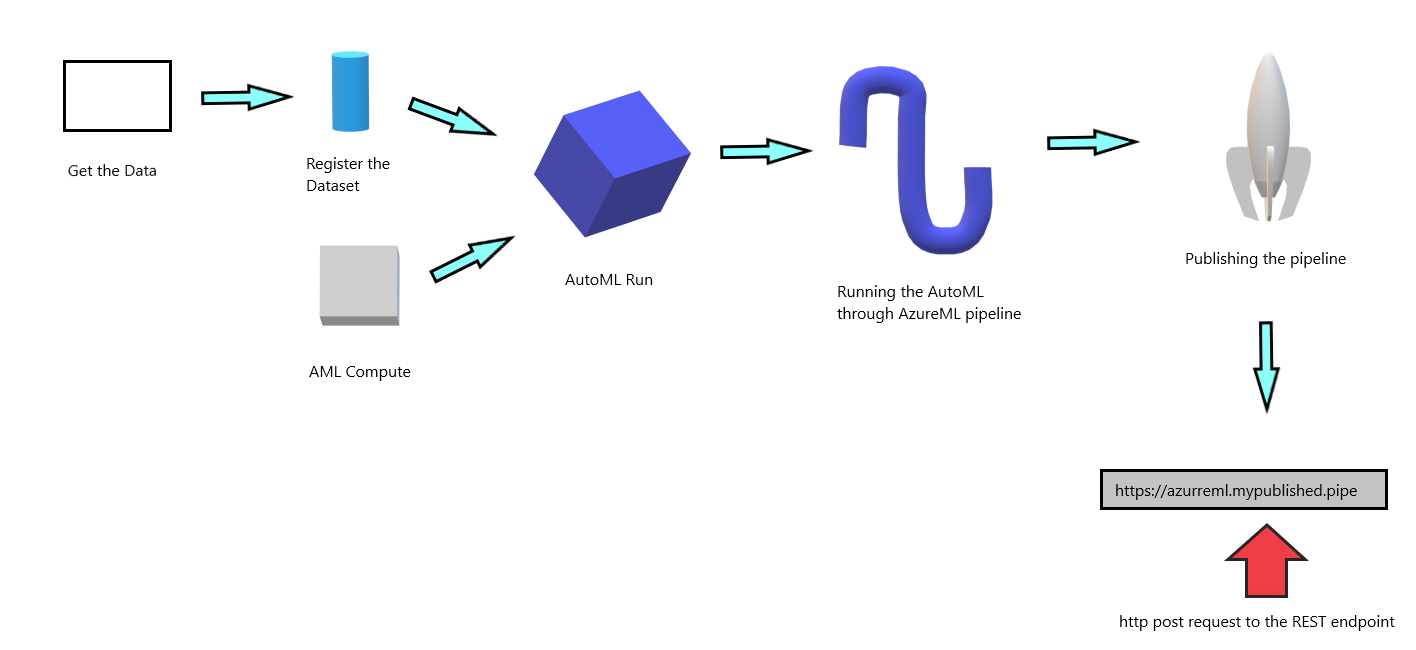 Get the Data
Register the
Dataset
AML Compute
AutoML Run
Running the AutoML
through AzureML pipeline
Publishing the pipeline
https://azurreml.mypublished.pipe
http post request to the REST endpoint